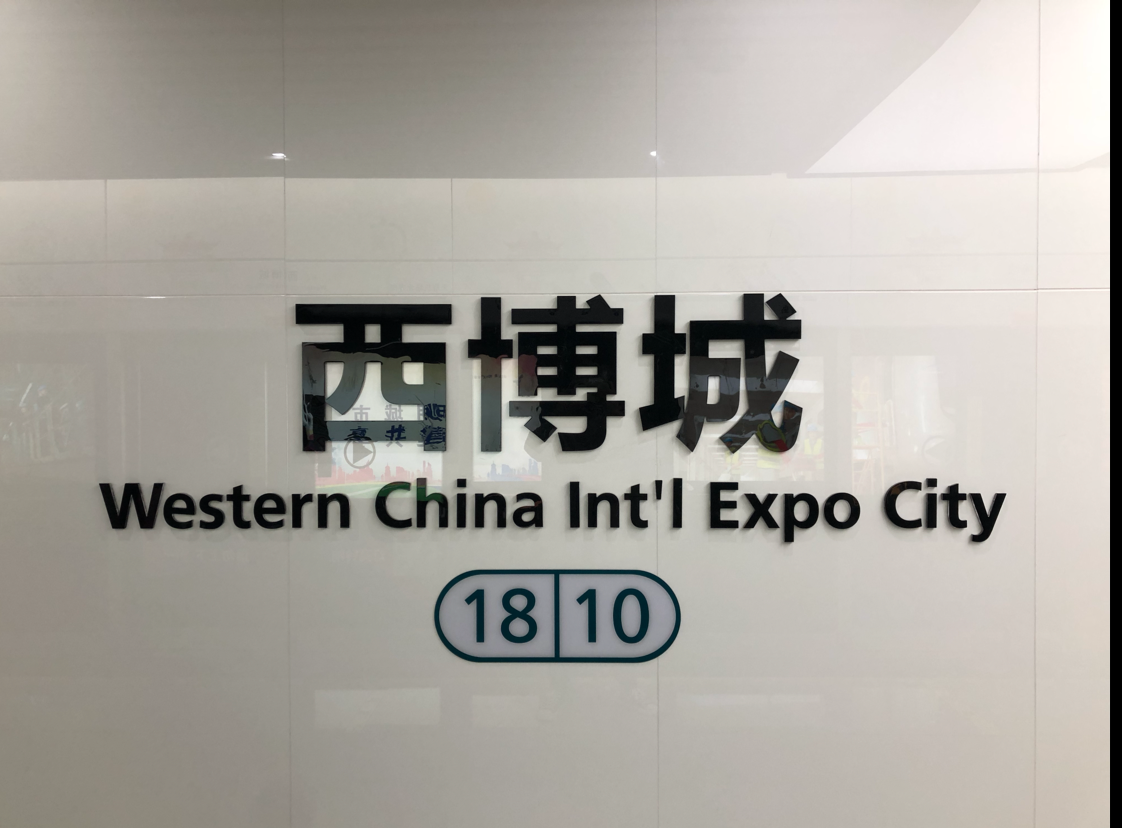 西博城
Western China Int'l Expo City
18 10